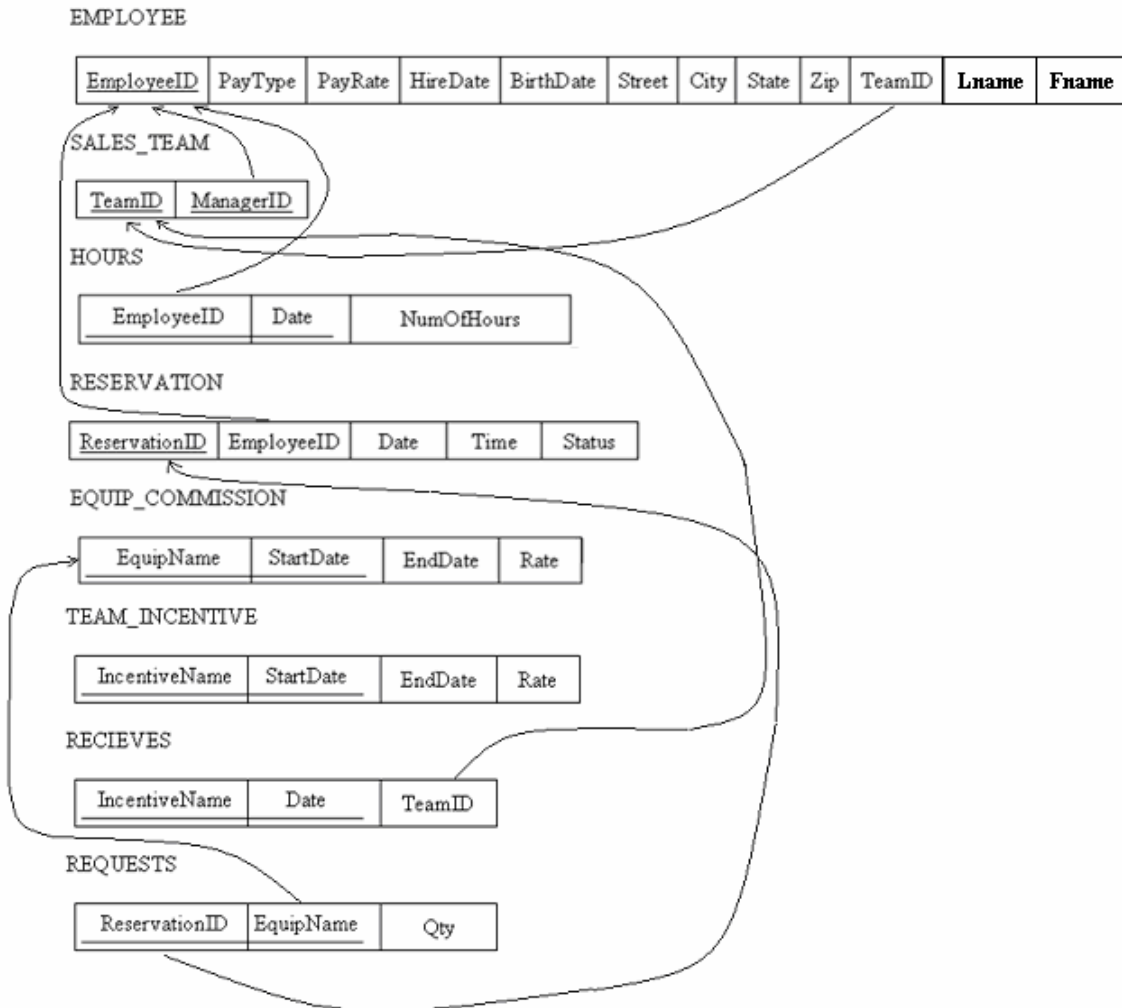 EMPLOYEE
EmployeeID PayType PayRate HireDate BirthDate Street City State Zip TeamID Lname Fname
SALES_TEAM
TeamID ManagerID
HOURS
EmployeeID Date NumOfHours
RESERVATION
ReservationID EmployeeID Date Time Status
EQUIP_COMMISSION
EquipName StartDate EndDate Rate
TEAM_INCENTIVE
IncentiveName StartDate EndDate Rate
RECIEVES
IncentiveName Date TeamID
REQUESTS
ReservationID EquipName Qty